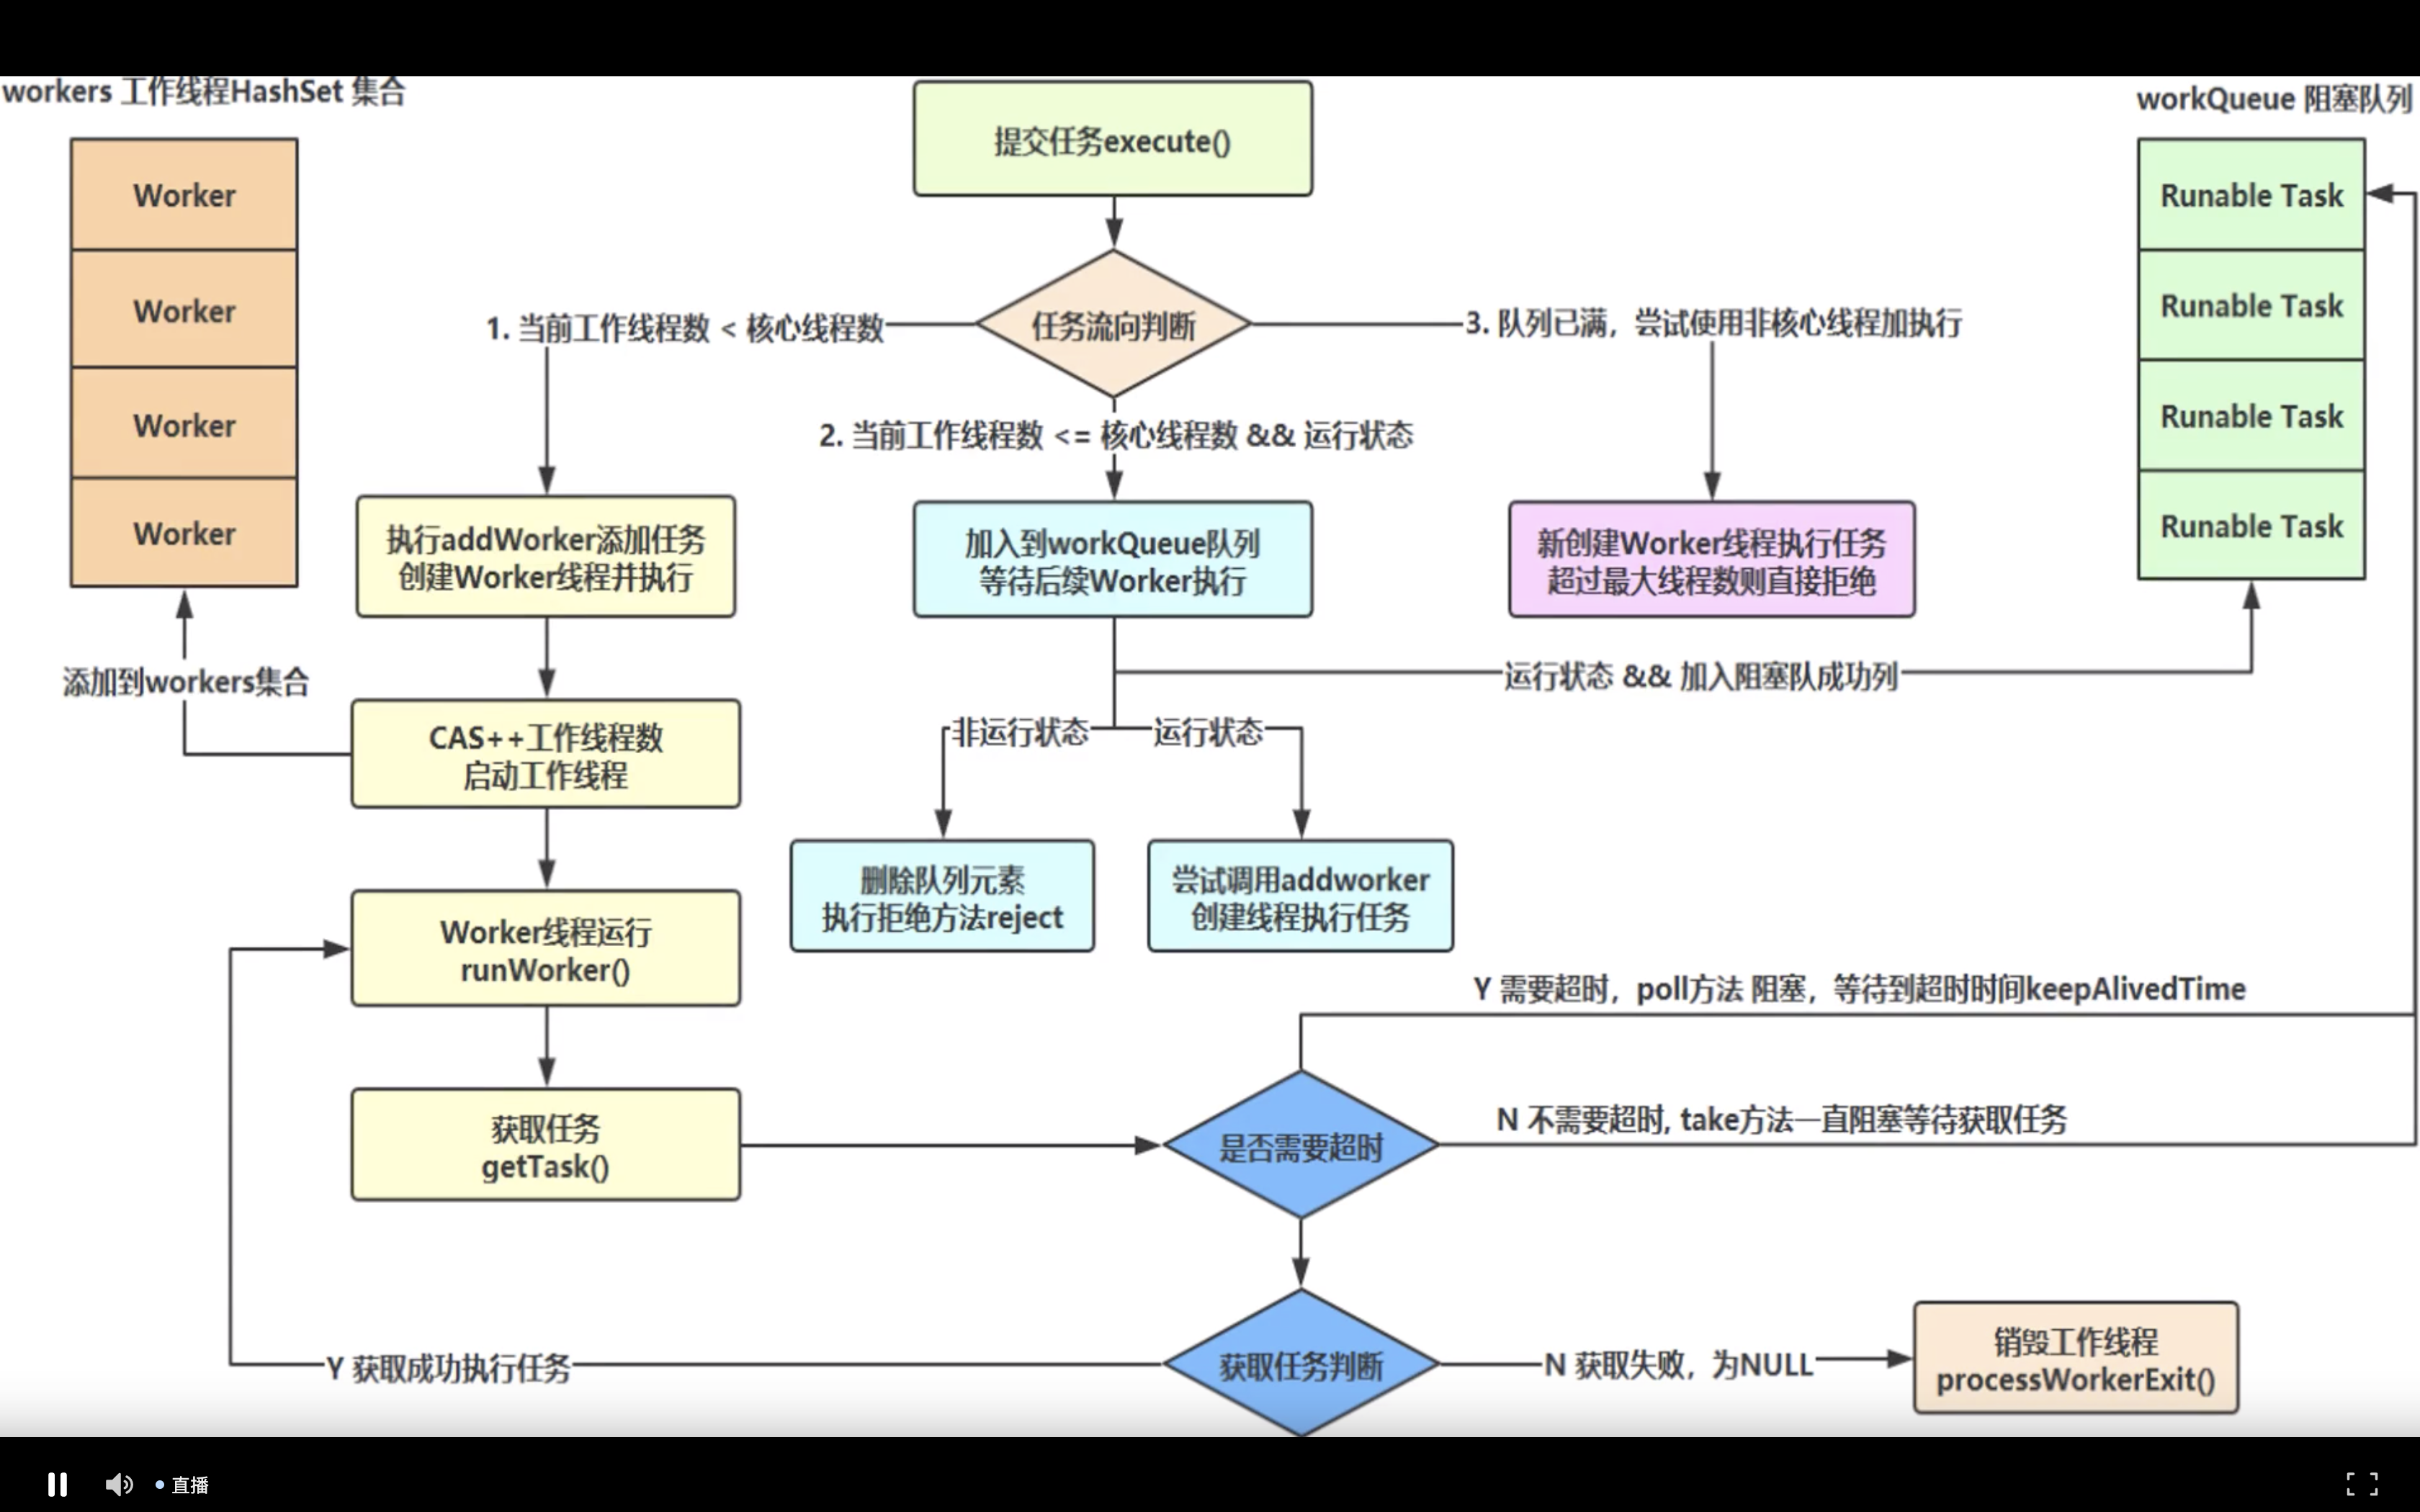 workers 工作线程HashSet 集合
Worker
Worker
Worker
Worker
添加到workers集合
提交任务execute()
任务流向判断
1. 当前工作线程数 < 核心线程数
2. 当前工作线程数 <= 核心线程数 && 运行状态
3. 队列已满，尝试使用非核心线程加执行
workQueue 阻塞队列
Runable Task
Runable Task
Runable Task
Runable Task
执行addWorker添加任务
创建Worker线程并执行
加入到workQueue队列
等待后续Worker执行
新创建Worker线程执行任务
超过最大线程数则直接拒绝
运行状态 && 加入阻塞队成功列
CAS++工作线程数
启动工作线程
非运行状态
运行状态
删除队列元素
执行拒绝方法reject
尝试调用addworker
创建线程执行任务
Worker线程运行
runWorker()
获取任务
getTask()
Y 需要超时，poll方法 阻塞，等待到超时时间keepAlivedTime
是否需要超时
N 不需要超时, take方法一直阻塞等待获取任务
Y 获取成功执行任务
获取任务判断
N 获取失败，为NULL
销毁工作线程
processWorkerExit()
直播